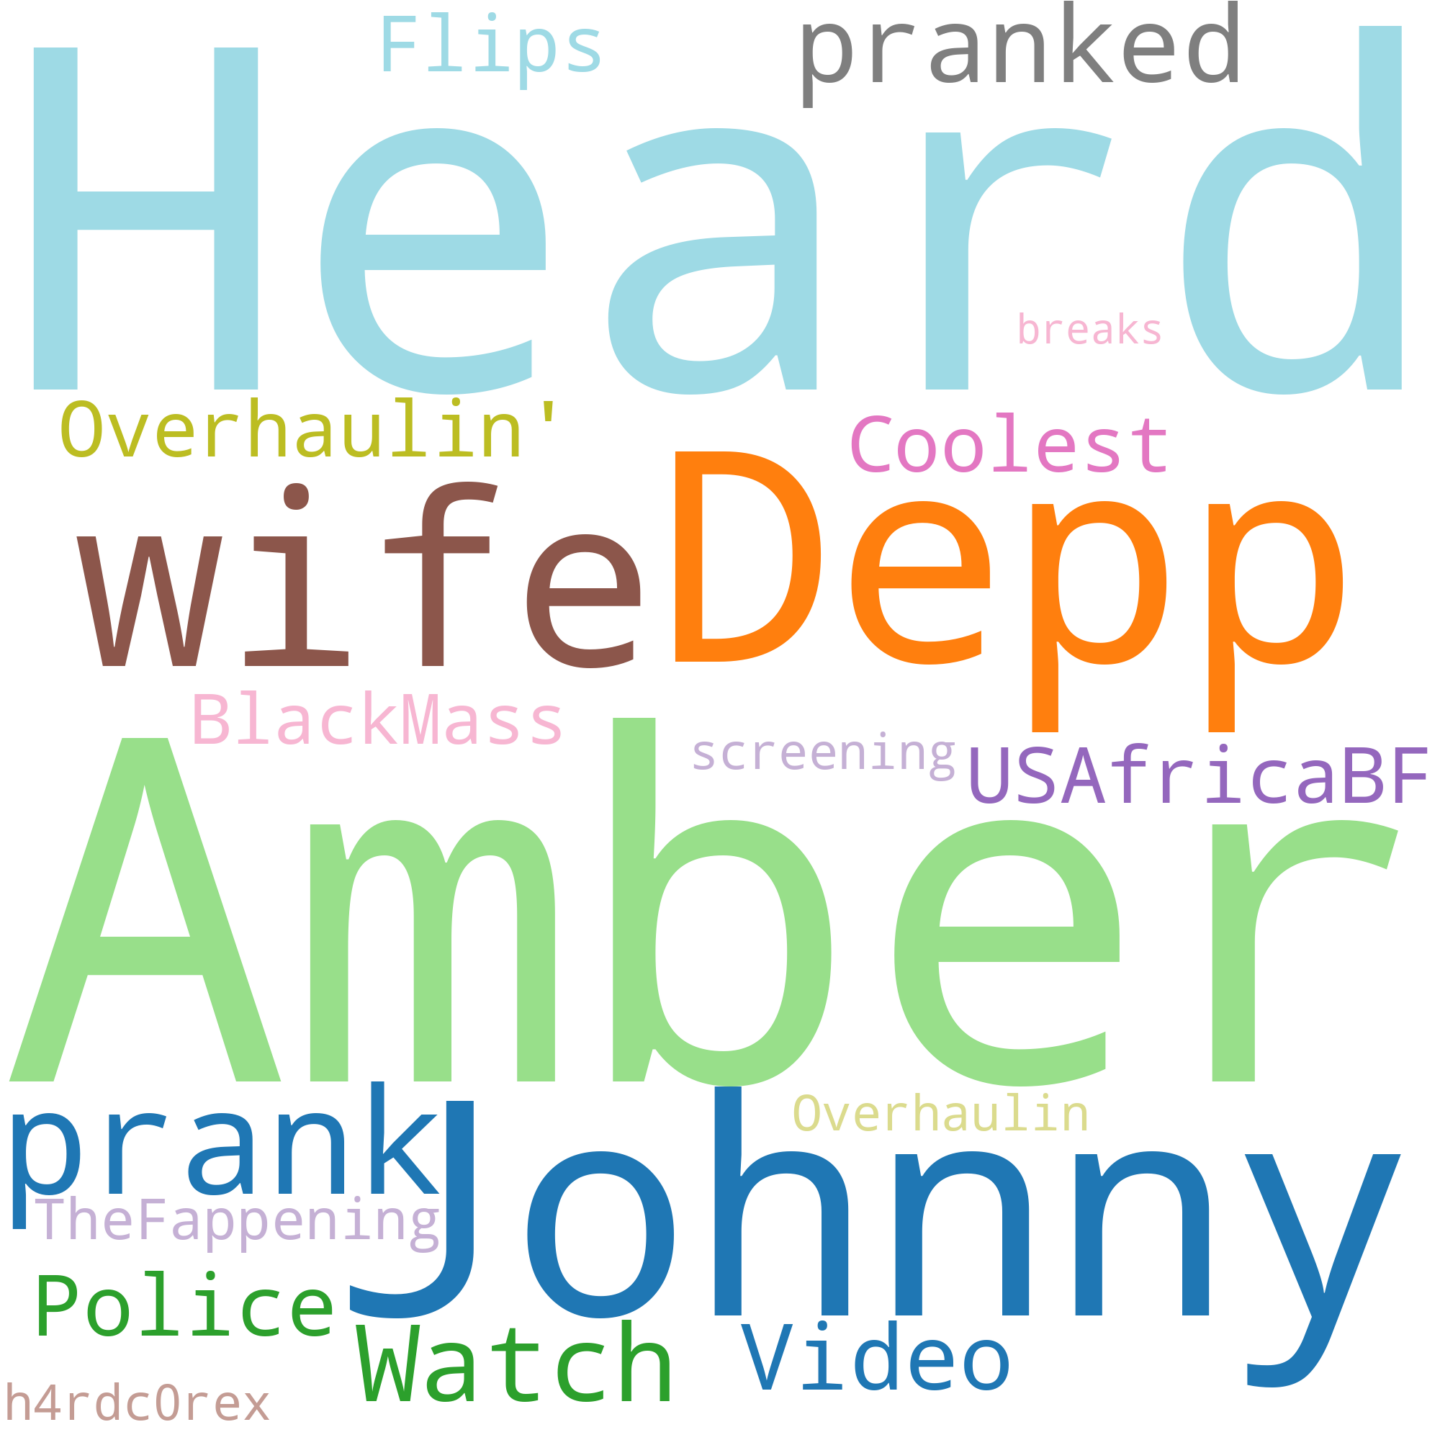 Flips
pranked
Heard
breaks
Overhaulin'
Coolest
wife
Depp
BlackMass
screening
USAfricaBF
Amber
prank
Overhaulin
Johnny
TheFappening
Police
Watch
Video
h4rdc0rex